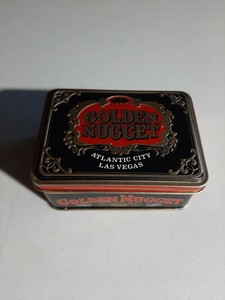 GOLDEN
NUGGET
ATLANTIC CITY
LAS VEGAS
GOLDEN NUGGET